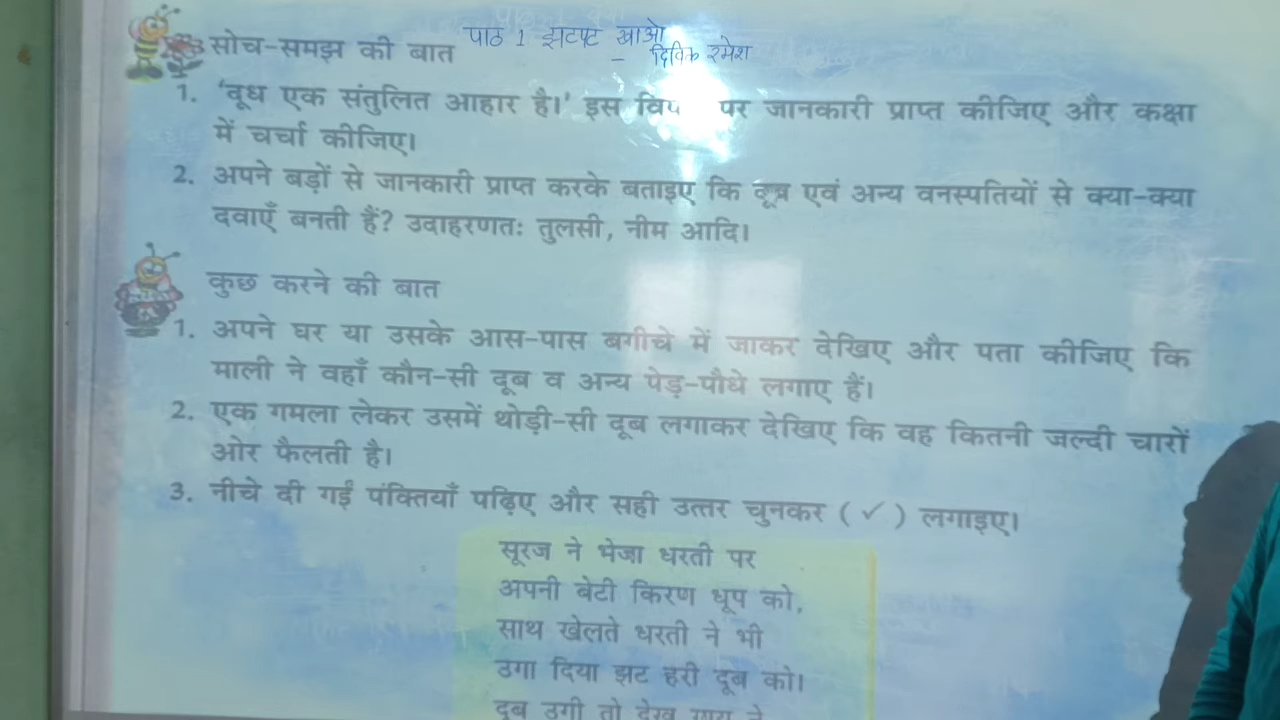 सोच-समझ की बात
पाठ 1 झटपट खाओ
- दिविक रमेश
1. 'दूध एक संतुलित आहार है।' इस पर जानकारी प्राप्त कीजिए और कक्षा
में चर्चा कीजिए।
2. अपने बड़ों से जानकारी प्राप्त करके बताइए कि दूब एवं अन्य वनस्पतियों से क्या-क्या
दवाएँ बनती हैं? उदाहरणतः तुलसी, नीम आदि।
कुछ करने की बात
1. अपने घर या उसके आस-पास बगीचे में जाकर देखिए और पता कीजिए कि
माली ने वहाँ कौन-सी दूब व अन्य पेड़-पौधे लगाए हैं।
2. एक गमला लेकर उसमें थोड़ी-सी दूब लगाकर देखिए कि वह कितनी जल्दी चारों
ओर फैलती है।
3. नीचे दी गईं पंक्तियाँ पढ़िए और सही उत्तर चुनकर (✓) लगाइए।
सूरज ने भेजा धरती पर
अपनी बेटी किरण धूप को,
साथ खेलते धरती ने भी
उगा दिया झट हरी दूब को।
दूब उगी तो देख गाय ने